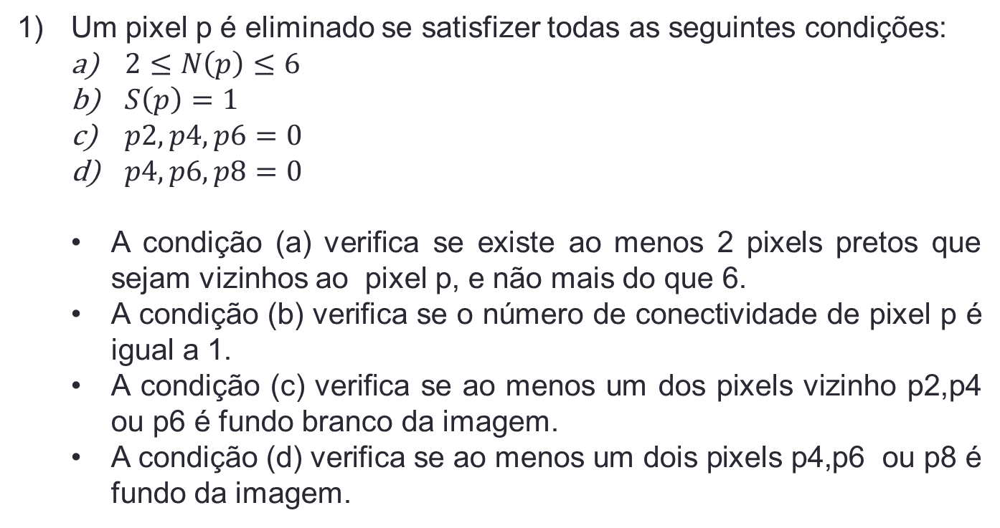 1) Um pixel p é eliminado se satisfizer todas as seguintes condições:
a) 2 ≤ N(p) ≤ 6
b) S(p) = 1
c) p2, p4, p6 = 0
d) p4, p6, p8 = 0
• A condição (a) verifica se existe ao menos 2 pixels pretos que
sejam vizinhos ao pixel p, e não mais do que 6.
• A condição (b) verifica se o número de conectividade de pixel p é
igual a 1.
• A condição (c) verifica se ao menos um dos pixels vizinho p2,p4
ou p6 é fundo branco da imagem.
• A condição (d) verifica se ao menos um dois pixels p4,p6 ou p8 é
fundo da imagem.